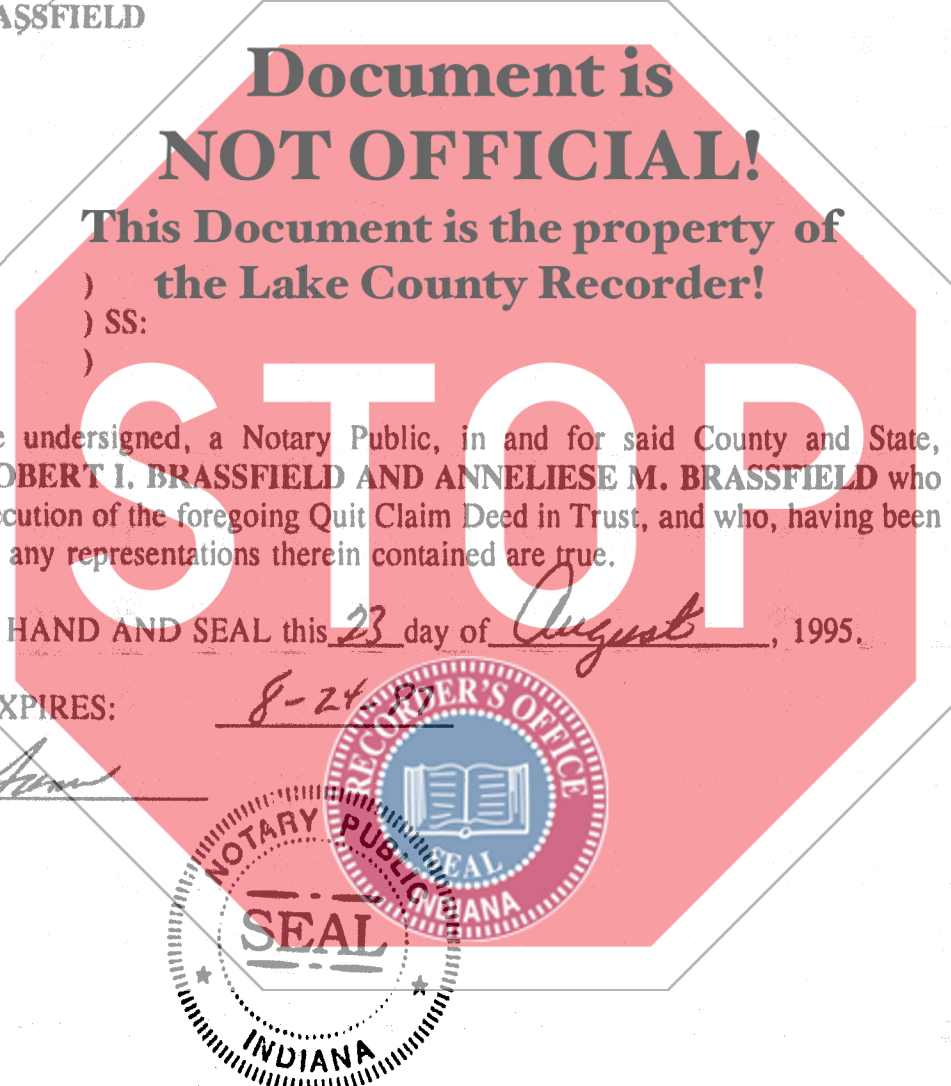 ASSFIELD
Document is
NOT OFFICIAL!
This Document is the property of
the Lake County Recorder!
)
) SS:
)
STOP
e undersigned, a Notary Public, in and for said County and State,
OBERT I. BRASSFIELD AND ANNELIESE M. BRASSFIELD who
cution of the foregoing Quit Claim Deed in Trust, and who, having been
any representations therein contained are true.
HAND AND SEAL this 23 day of August, 1995.
XPIRES: 8-24-97
RECORDER'S OFFICE
SEAL
INDIANA
NOTARY PUBLIC
SEAL
INDIANA